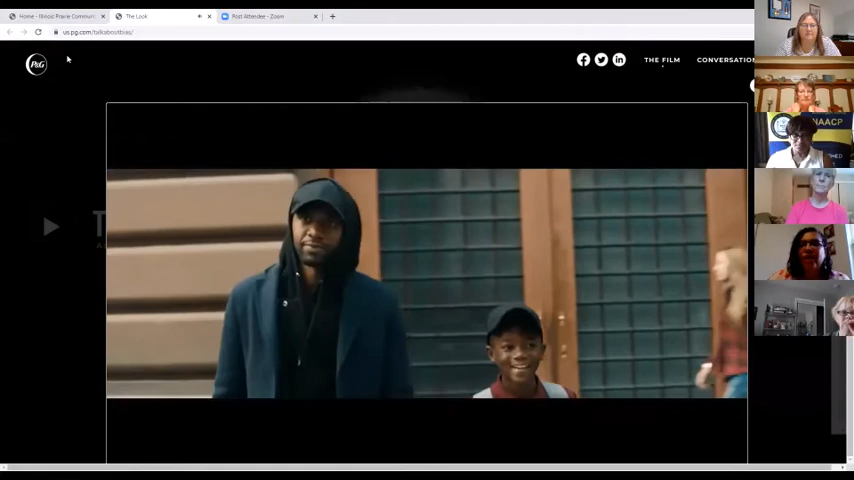 Home - Illinois Prairie Communi
The Look
Post Attendee - Zoom
us.pg.com/talkaboutbias/
P&G
THE FILM
CONVERSATION
T
NAACP